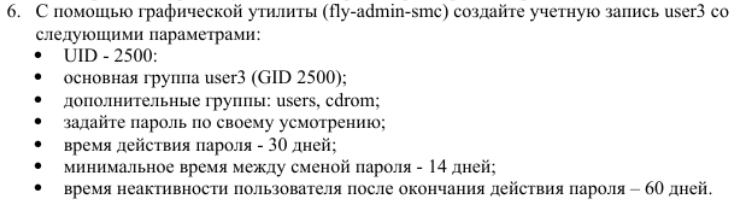 6. С помощью графической утилиты (fly-admin-smc) создайте учетную запись user3 со
следующими параметрами:
• UID - 2500:
• основная группа user3 (GID 2500);
• дополнительные группы: users, cdrom;
• задайте пароль по своему усмотрению;
• время действия пароля - 30 дней;
• минимальное время между сменой пароля - 14 дней;
• время неактивности пользователя после окончания действия пароля – 60 дней.